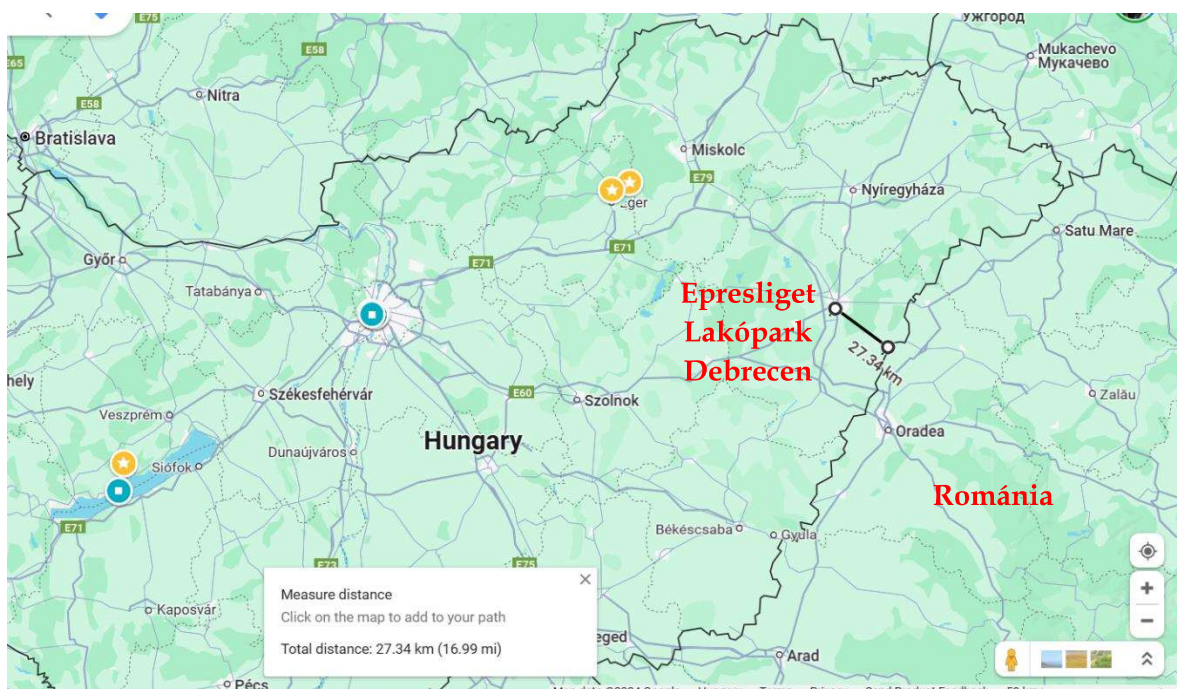 E75
Ужгород
E58
E65
Mukachevo
Мукачево
Nitra
E58
Bratislava
Miskolc
E79
Nyíregyháza
Eger
Satu Mare
E71
Győr
E71
Tatabánya
Epresliget
Lakópark
Debrecen
27.34 km
hely
Székesfehérvár
E60
Szolnok
Zalău
Veszprém
Oradea
Hungary
Dunaújváros
Siófok
Románia
E71
Békéscsaba
Gyula
E73
E75
Measure distance
Click on the map to add to your path
Total distance: 27.34 km (16.99 mi)
Kaposvár
eged
Arad
Pécs